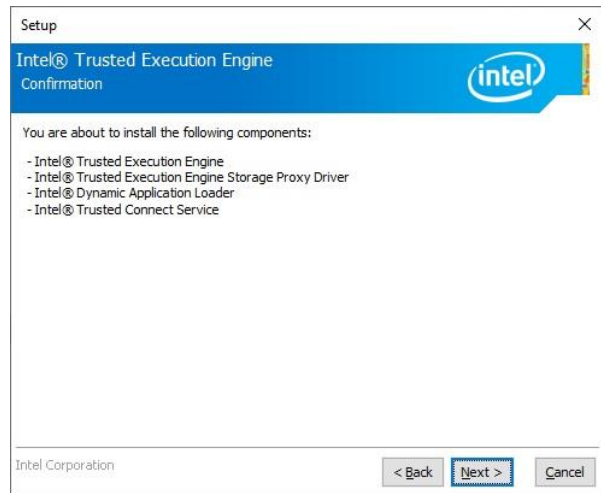 Setup
Intel® Trusted Execution Engine
Confirmation
intel
You are about to install the following components:
- Intel® Trusted Execution Engine
- Intel® Trusted Execution Engine Storage Proxy Driver
- Intel® Dynamic Application Loader
- Intel® Trusted Connect Service
Intel Corporation
< Back Next > Cancel